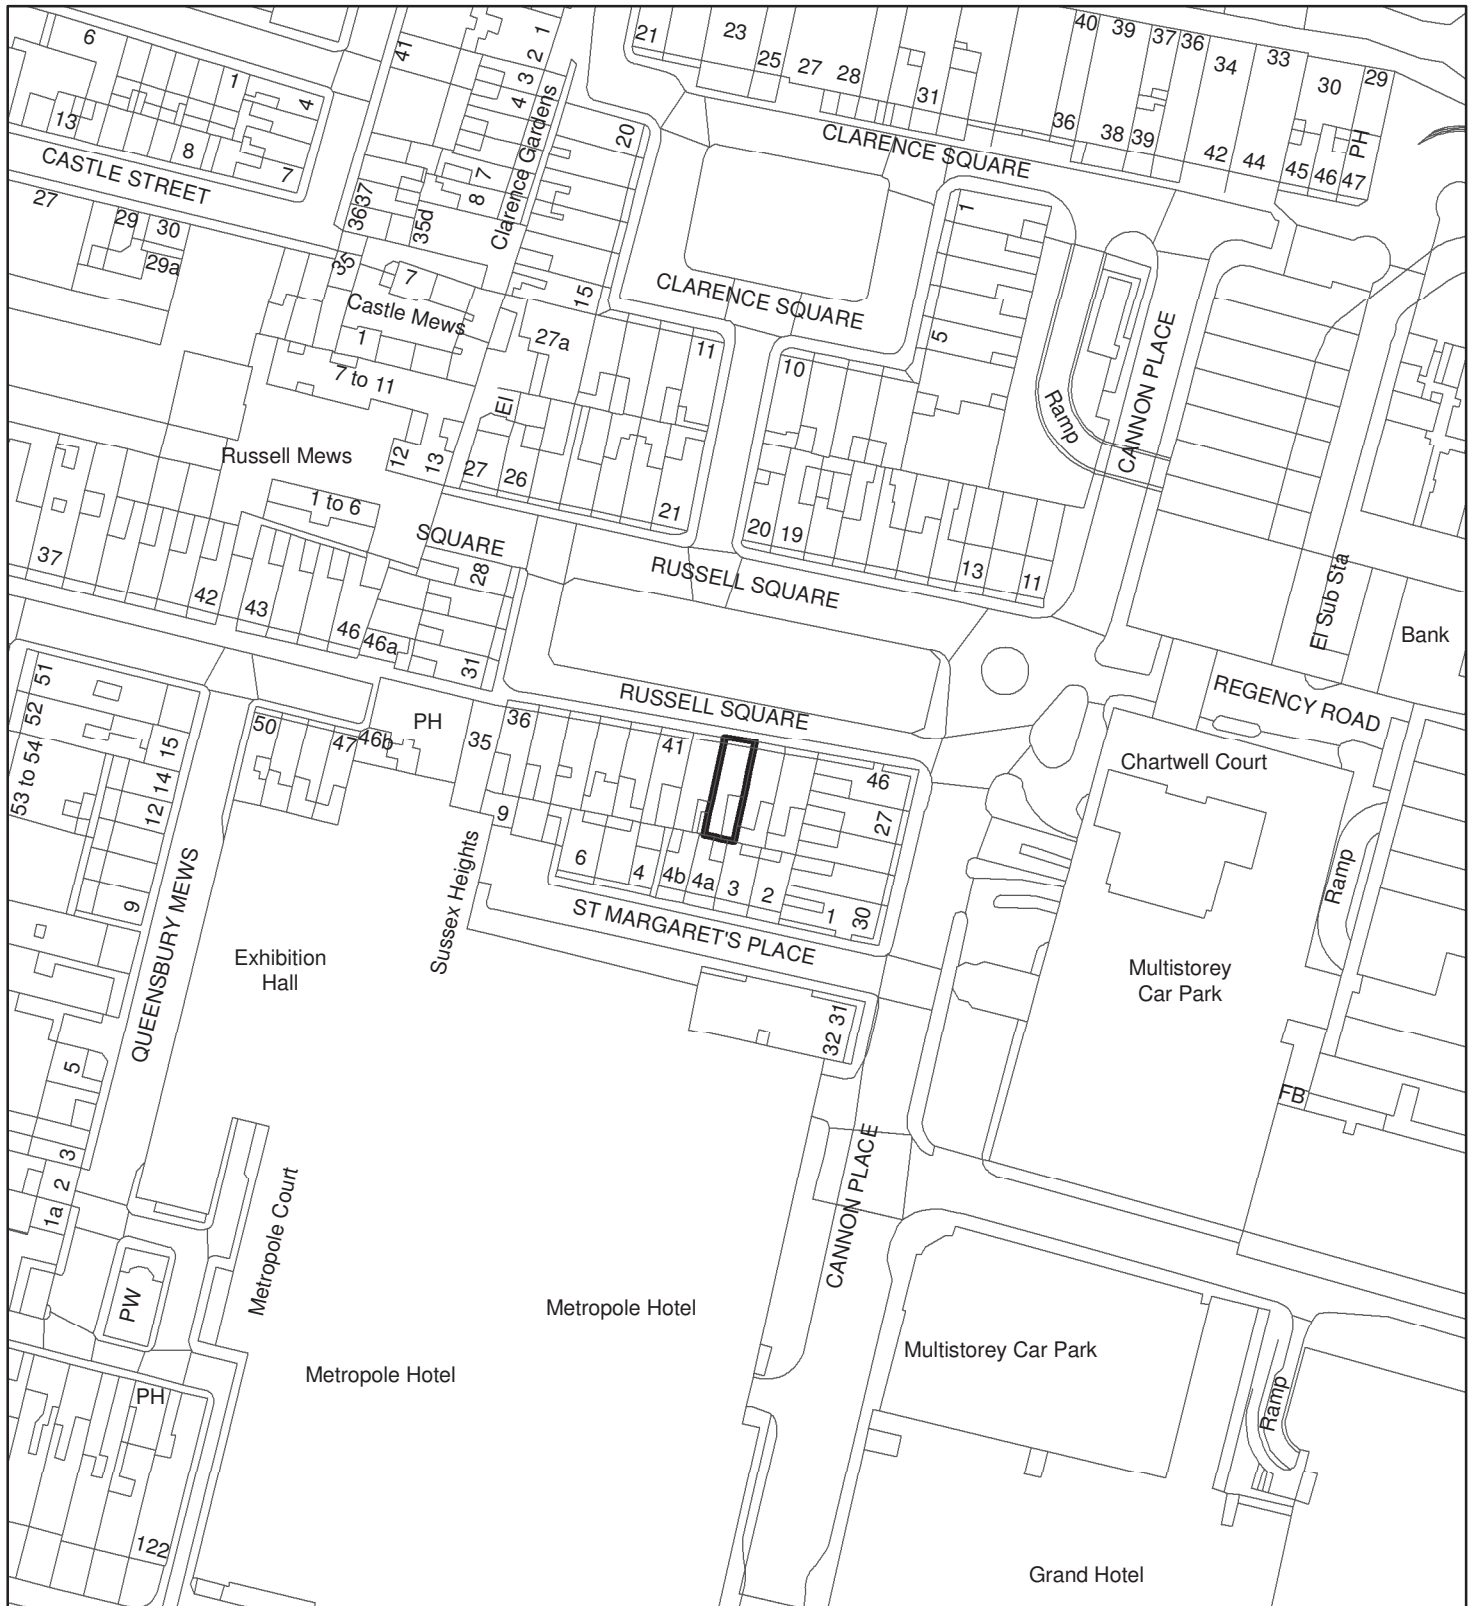 6
1
4
13
8
7
CASTLE STREET
27
29
30
29a
41
1
2
3
4
Clarence Gardens
20
37
36
35d
8
7
35
7
Castle Mews
1
7 to 11
15
27a
11
El
12
13
27
26
21
Russell Mews
1 to 6
21
23
25
27
28
31
40
39
37
36
34
33
30
29
36
38
39
42
44
45
46
47
PH
CLARENCE SQUARE
CLARENCE SQUARE
1
5
10
Ramp
CANNON PLACE
20
19
13
11
SQUARE
28
RUSSELL SQUARE
El Sub Sta
Bank
37
42
43
46
46a
31
RUSSELL SQUARE
REGENCY ROAD
51
52
53 to 54
15
14
12
9
50
47
46b
PH
35
36
41
46
27
Chartwell Court
9
6
4
4b
4a
3
2
1
30
Ramp
ST MARGARET'S PLACE
Sussex Heights
QUEENSBURY MEWS
Exhibition
Hall
Multistorey
Car Park
31
32
5
3
2
1a
FB
CANNON PLACE
Metropole Court
PW
Metropole Hotel
Metropole Hotel
Multistorey Car Park
Ramp
PH
122
Grand Hotel